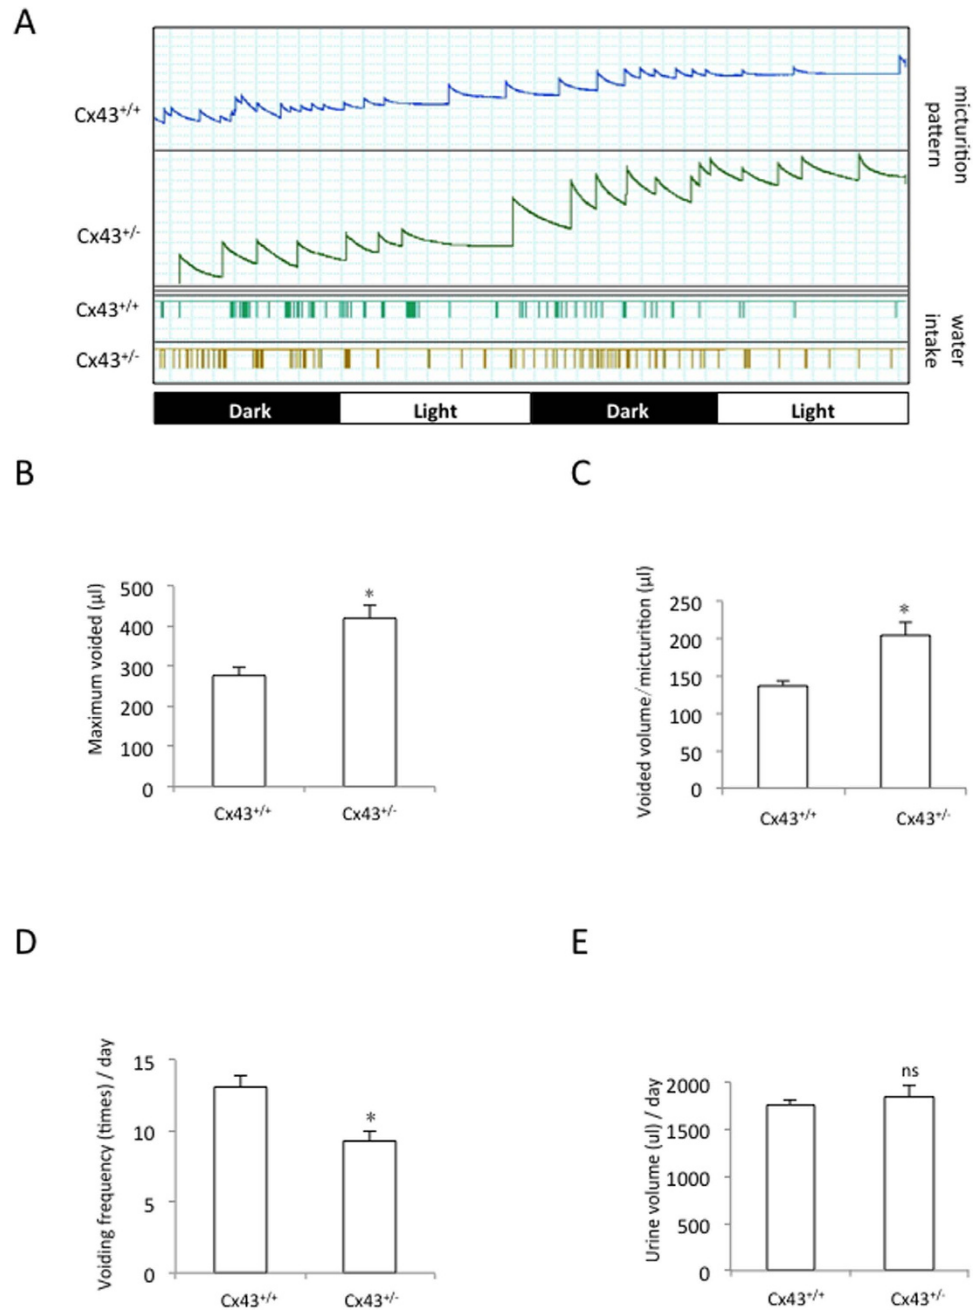 A
Cx43+/+
Cx43+/-
micturition
pattern
Cx43+/+
Cx43+/-
water
intake
Dark
Light
Dark
Light
B
Maximum voided (µl)
500
400
300
200
100
0
Cx43+/+
Cx43+/-
*
C
Voided volume/micturition (µl)
250
200
150
100
50
0
Cx43+/+
Cx43+/-
*
D
Voiding frequency (times) / day
15
10
5
0
Cx43+/+
Cx43+/-
*
E
Urine volume (ul) / day
2000
1500
1000
500
0
Cx43+/+
Cx43+/-
ns